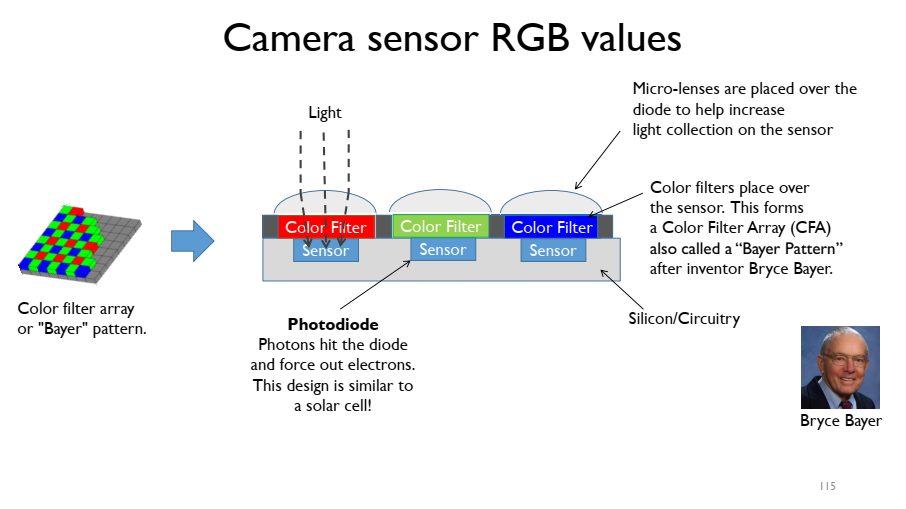 Camera sensor RGB values
Micro-lenses are placed over the
diode to help increase
light collection on the sensor
Light
Color filters place over
the sensor. This forms
a Color Filter Array (CFA)
also called a “Bayer Pattern”
after inventor Bryce Bayer.
Color Filter
Color Filter
Color Filter
Sensor
Sensor
Sensor
Color filter array
or "Bayer" pattern.
Silicon/Circuitry
Photodiode
Photons hit the diode
and force out electrons.
This design is similar to
a solar cell!
Bryce Bayer
115